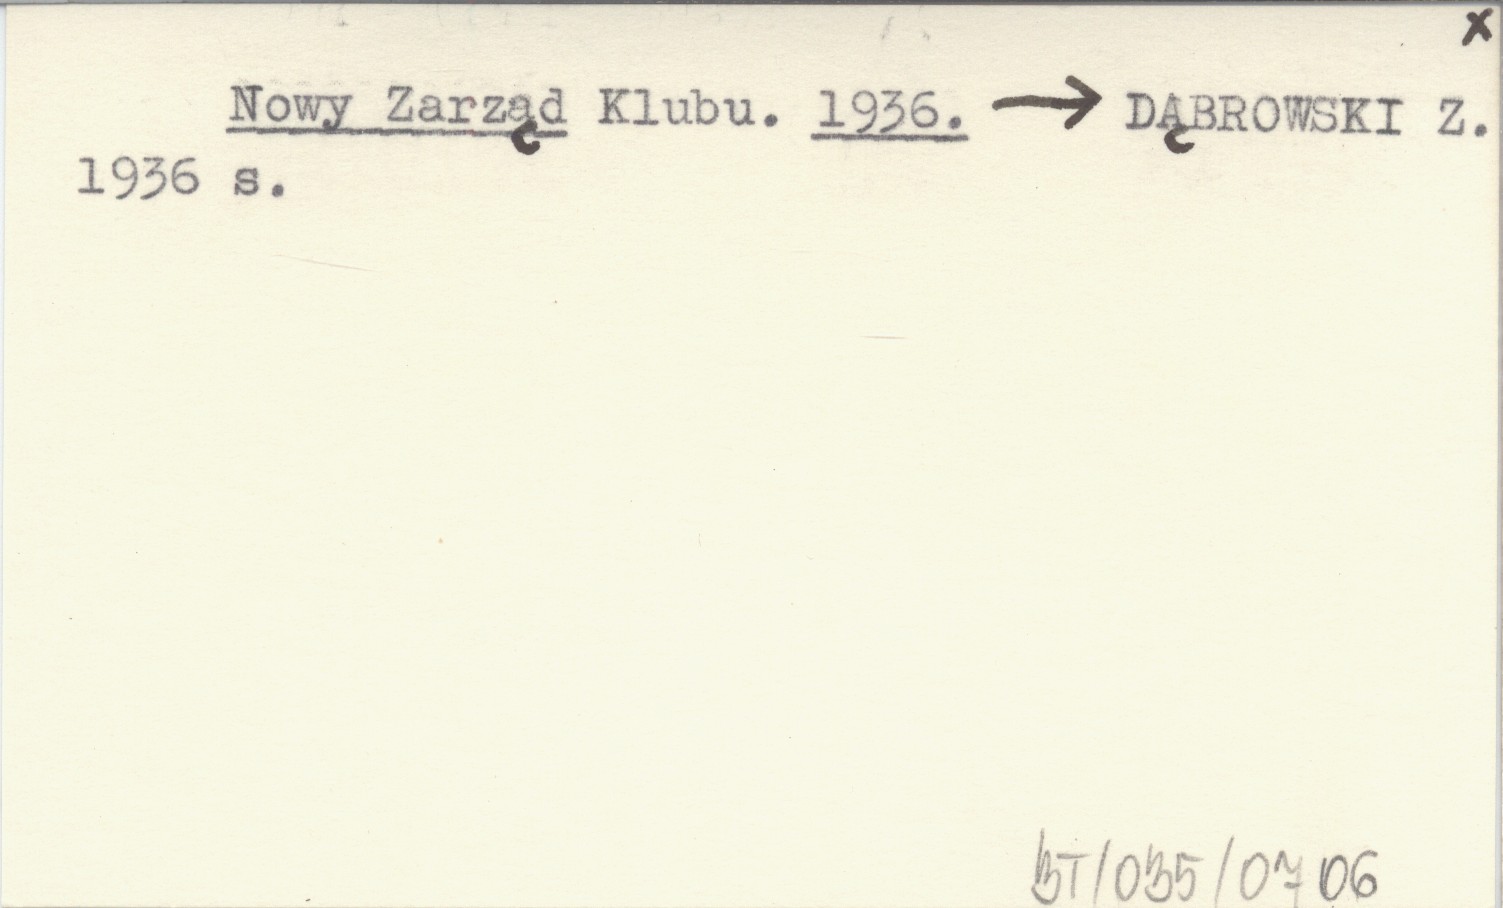 x
Nowy Zarząd Klubu. 1936. → DĄBROWSKI Z.
1936 s.
BT/035/0706